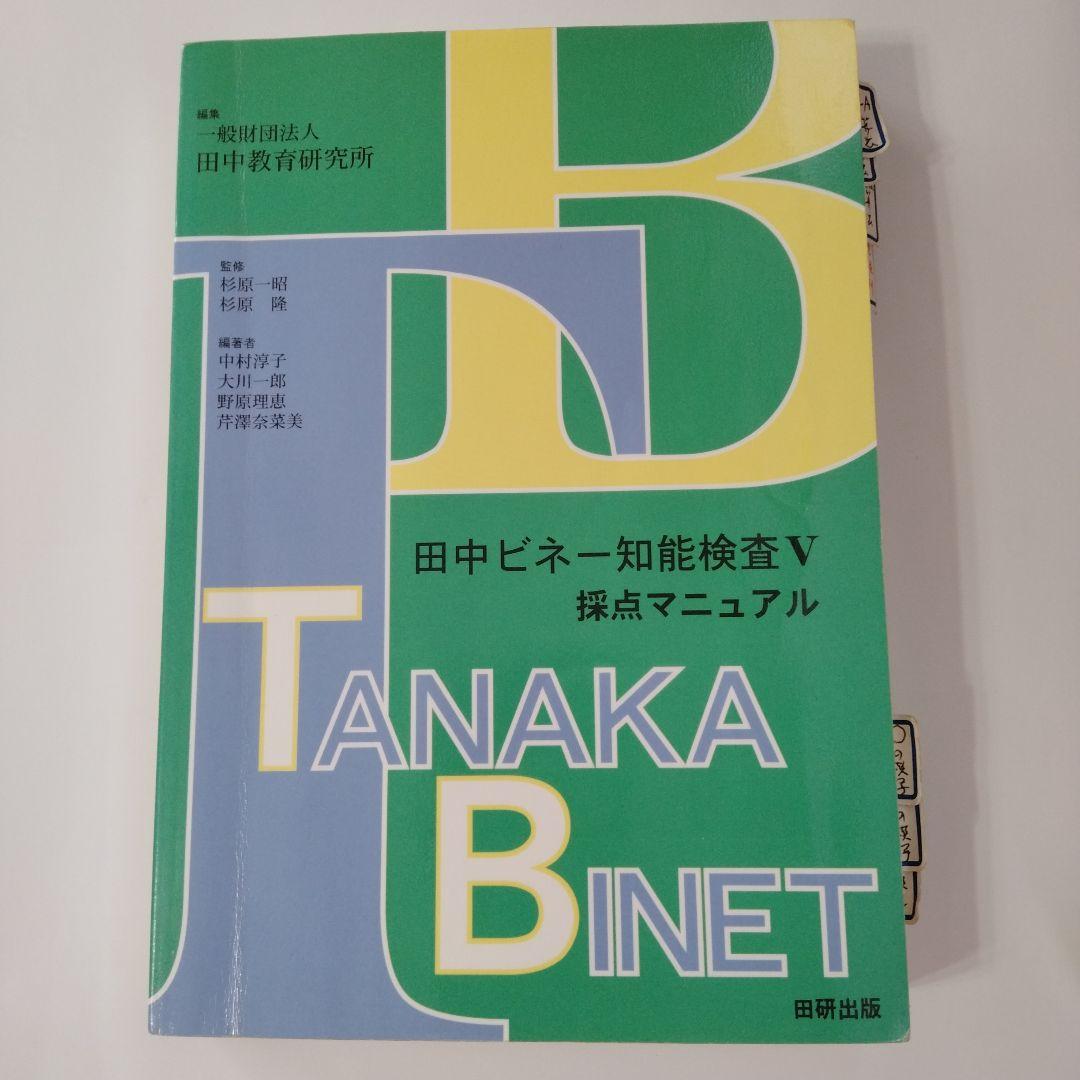 編集
一般財団法人
田中教育研究所
監修
杉原一昭
杉原 隆
編著者
中村淳子
大川一郎
野原理恵
芹澤奈菜美
TB
田中ビネー知能検査V
採点マニュアル
TANAKA
BINET
田研出版